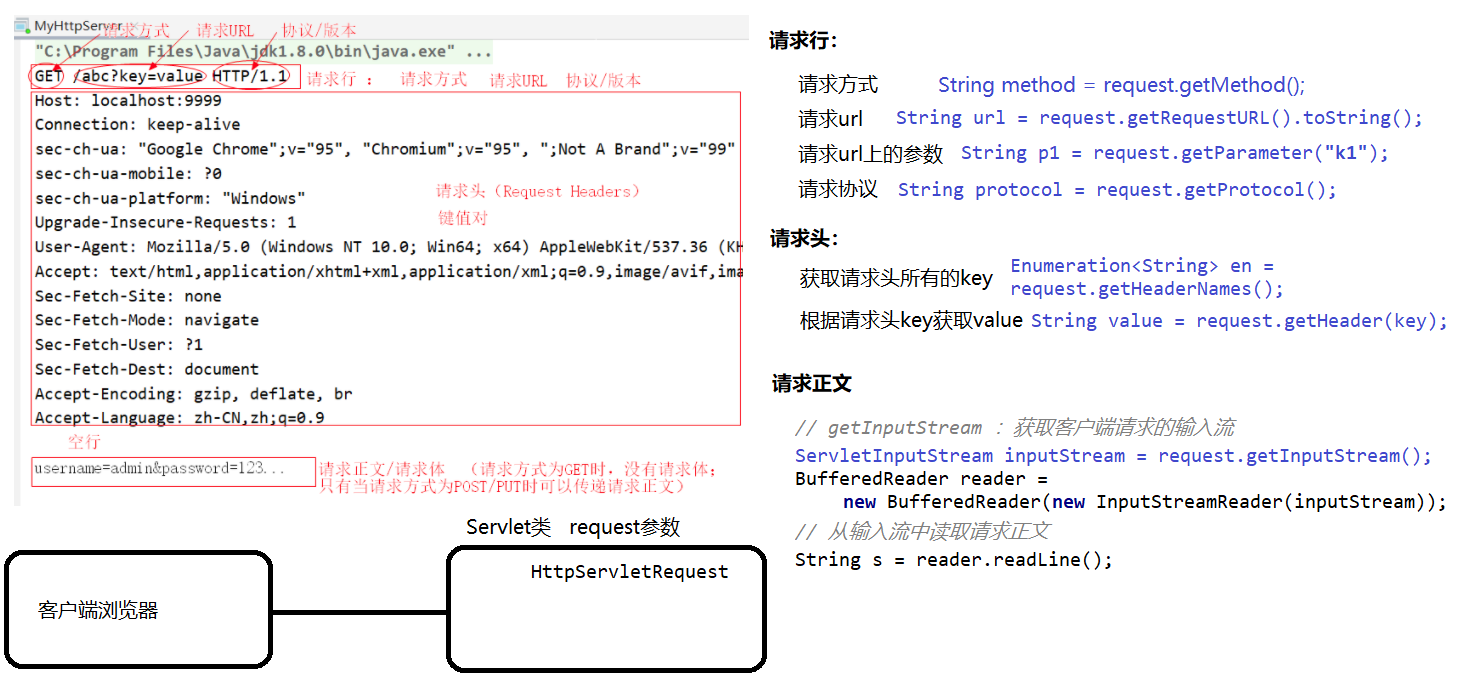 MyHttpServer
请求方式 请求URL 协议/版本
"C:\Program Files\Java\jdk1.8.0\bin\java.exe" ...
GET /abc?key=value HTTP/1.1 请求行 : 请求方式 请求URL 协议/版本
Host: localhost:9999
Connection: keep-alive
sec-ch-ua: "Google Chrome";v="95", "Chromium";v="95", ";Not A Brand";v="99"
sec-ch-ua-mobile: ?0
sec-ch-ua-platform: "Windows"
请求头（Request Headers）
键值对
Upgrade-Insecure-Requests: 1
User-Agent: Mozilla/5.0 (Windows NT 10.0; Win64; x64) AppleWebKit/537.36 (KH
Accept: text/html,application/xhtml+xml,application/xml;q=0.9,image/avif,ima
Sec-Fetch-Site: none
Sec-Fetch-Mode: navigate
Sec-Fetch-User: ?1
Sec-Fetch-Dest: document
Accept-Encoding: gzip, deflate, br
Accept-Language: zh-CN,zh;q=0.9
空行
username=admin&password=123...
请求正文/请求体 （请求方式为GET时，没有请求体；
只有当请求方式为POST/PUT时可以传递请求正文）
请求行：
请求方式 String method = request.getMethod();
请求url String url = request.getRequestURL().toString();
请求url上的参数 String p1 = request.getParameter("k1");
请求协议 String protocol = request.getProtocol();
请求头：
获取请求头所有的key Enumeration<String> en =
request.getHeaderNames();
根据请求头key获取value String value = request.getHeader(key);
请求正文
// getInputStream : 获取客户端请求的输入流
ServletInputStream inputStream = request.getInputStream();
BufferedReader reader =
new BufferedReader(new InputStreamReader(inputStream));
// 从输入流中读取请求正文
String s = reader.readLine();
Servlet类 request参数
HttpServletRequest
客户端浏览器